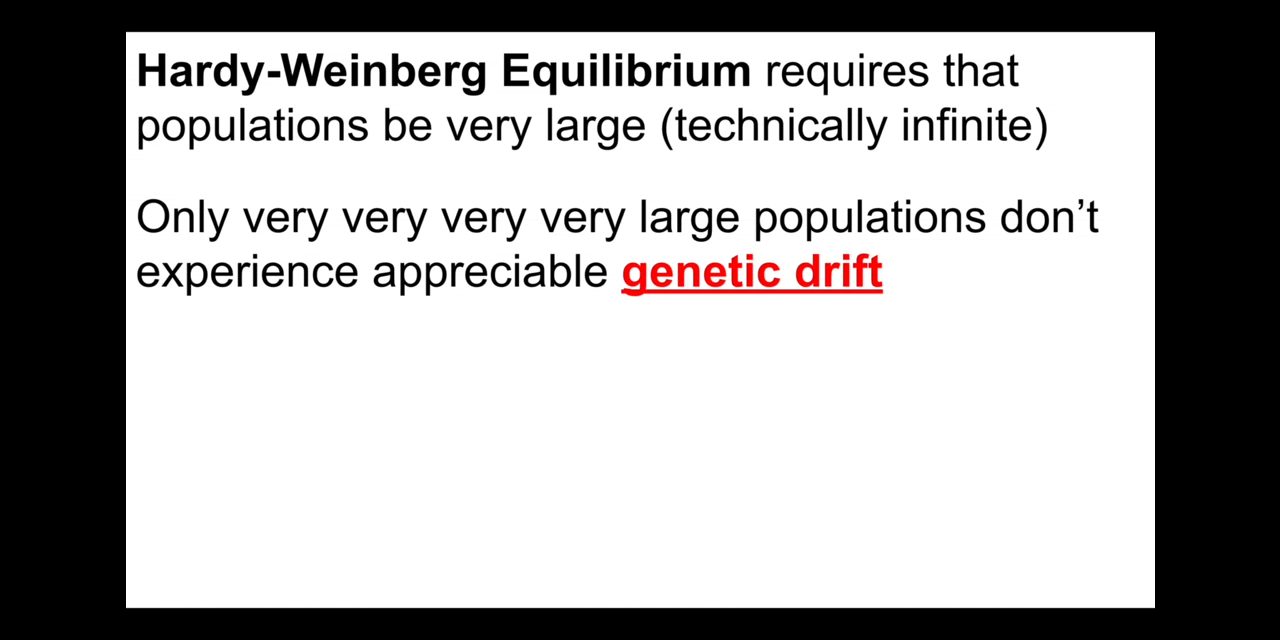 Hardy-Weinberg Equilibrium requires that
populations be very large (technically infinite)
Only very very very very large populations don’t
experience appreciable genetic drift